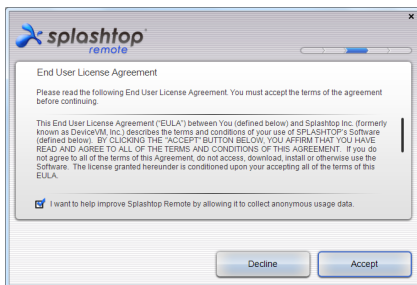 splashtop
remote
End User License Agreement
Please read the following End User License Agreement. You must accept the terms of the agreement
before continuing.
This End User License Agreement ("EULA") between You (defined below) and Splashtop Inc. (formerly
known as DeviceVM, Inc.) describes the terms and conditions of your use of SPLASHTOP's Software
(defined below). BY CLICKING THE "ACCEPT" BUTTON BELOW, YOU AFFIRM THAT YOU HAVE
READ AND AGREE TO ALL OF THE TERMS AND CONDITIONS OF THIS AGREEMENT. If you do
not agree to all of the terms of this Agreement, do not access, download, install or otherwise use the
Software. The license granted hereunder is conditioned upon your accepting all of the terms of this
EULA.
I want to help improve Splashtop Remote by allowing it to collect anonymous usage data.
Decline
Accept